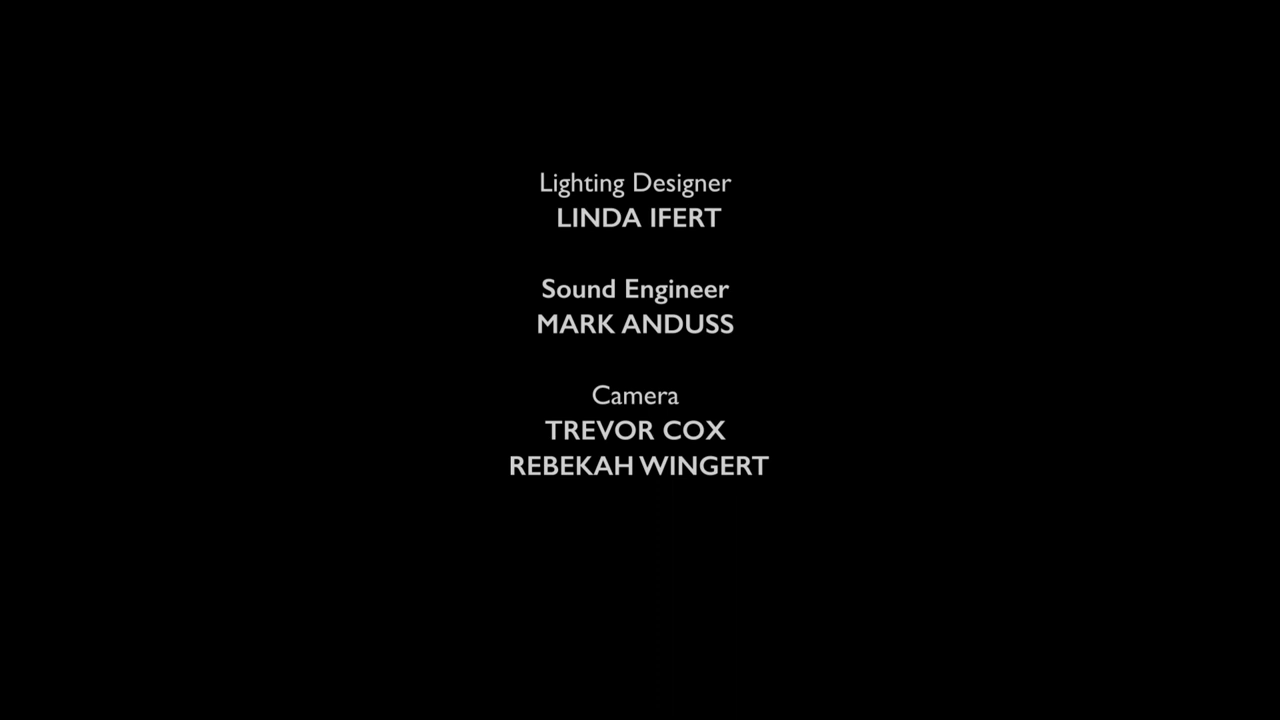 Lighting Designer
LINDA IFERT
Sound Engineer
MARK ANDUSS
Camera
TREVOR COX
REBEKAH WINGERT